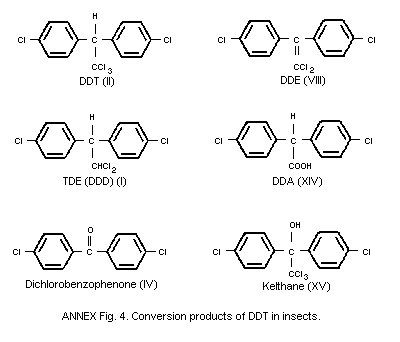 H
Cl C Cl Cl C Cl
CCl3 CCl2
DDT (II) DDE (VIII)
H H
Cl C Cl Cl C Cl
CHCl2 COOH
TDE (DDD) (I) DDA (XIV)
O OH
Cl C Cl Cl C Cl
CCl3
Dichlorobenzophenone (IV) Kelthane (XV)
ANNEX Fig. 4. Conversion products of DDT in insects.